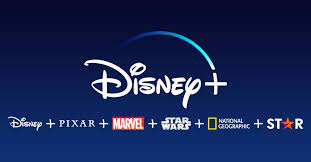 Disney+
Disney + PIXAR + MARVEL + STAR WARS + NATIONAL GEOGRAPHIC + STAR